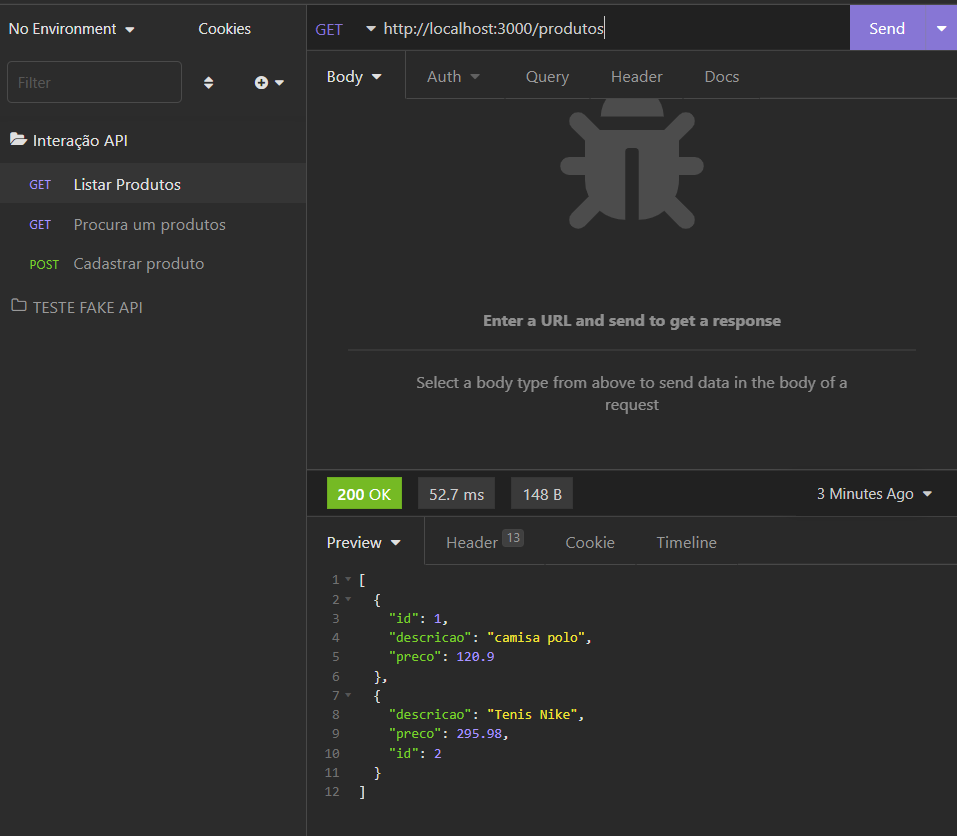 No Environment
Cookies
GET
http://localhost:3000/produtos
Send
Filter
Body
Auth
Query
Header
Docs
Interação API
GET Listar Produtos
GET Procura um produtos
POST Cadastrar produto
TESTE FAKE API
Enter a URL and send to get a response
Select a body type from above to send data in the body of a
request
200 OK
52.7 ms
148 B
3 Minutes Ago
Preview
Header 13
Cookie
Timeline
1 [
2 {
3 "id": 1,
4 "descricao": "camisa polo",
5 "preco": 120.9
6 },
7 {
8 "descricao": "Tenis Nike",
9 "preco": 295.98,
10 "id": 2
11 }
12 ]